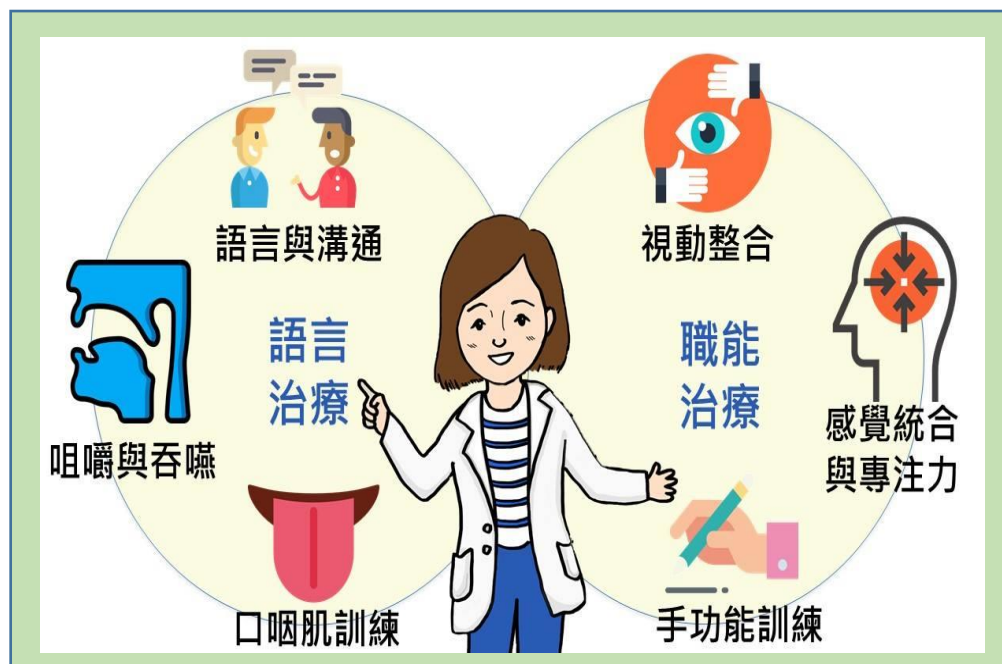 語言與溝通
咀嚼與吞嚥
語言
治療
口咽肌訓練
視動整合
職能
治療
感覺統合
與專注力
手功能訓練